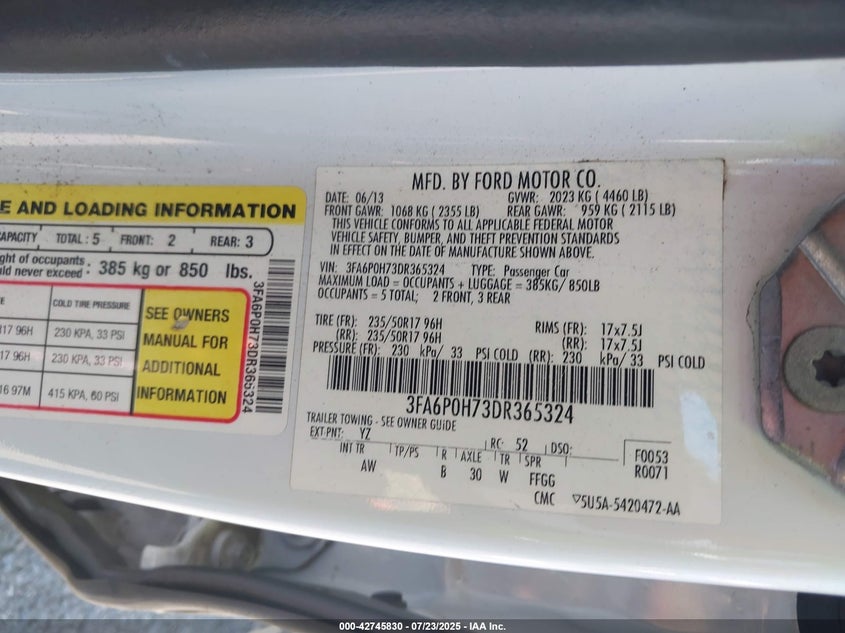 E AND LOADING INFORMATION
CAPACITY TOTAL: 5 FRONT: 2 REAR: 3
ght of occupants
uld never exceed: 385 kg or 850 lbs.
E COLD TIRE PRESSURE SEE OWNERS
R17 96H 230 KPA, 33 PSI MANUAL FOR
17 96H 230 KPA, 33 PSI ADDITIONAL
16 97M 415 KPA, 60 PSI INFORMATION
3FA6P0H73DR365324
MFD. BY FORD MOTOR CO.
DATE: 06/13 GVWR: 2023 KG ( 4460 LB)
FRONT GAWR: 1068 KG ( 2355 LB) REAR GAWR: 959 KG ( 2115 LB)
THIS VEHICLE CONFORMS TO ALL APPLICABLE FEDERAL MOTOR
VEHICLE SAFETY, BUMPER, AND THEFT PREVENTION STANDARDS
IN EFFECT ON THE DATE OF MANUFACTURE SHOWN ABOVE.
VIN: 3FA6P0H73DR365324 TYPE: Passenger Car
MAXIMUM LOAD = OCCUPANTS + LUGGAGE = 385KG/ 850LB
OCCUPANTS = 5 TOTAL; 2 FRONT, 3 REAR
TIRE (FR): 235/50R17 96H RIMS (FR): 17x7.5J
(RR): 235/50R17 96H (RR): 17x7.5J
PRESSURE (FR): 230 kPa/ 33 PSI COLD (RR): 230 kPa/ 33 PSI COLD
3FA6P0H73DR365324
TRAILER TOWING - SEE OWNER GUIDE
EXT PNT: YZ RC: 52 DSO: F0053
INT TR TP/PS R AXLE TR SPR R0071
AW B 30 W FFGG
CMC ▽5U5A-5420472-AA
000-42745830 - 07/23/2025 - IAA Inc.